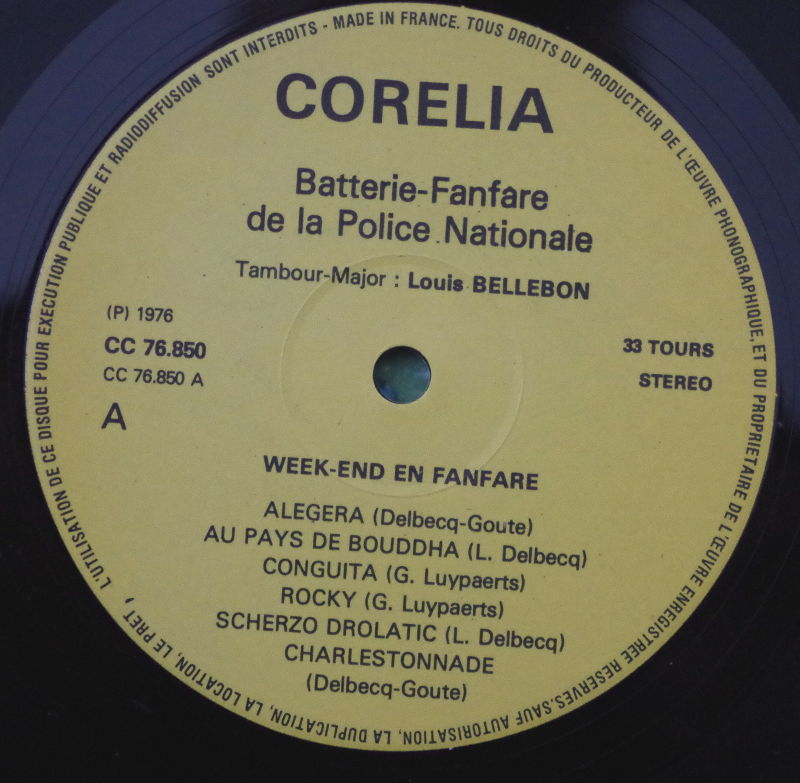 CORELIA
Batterie-Fanfare
de la Police Nationale
Tambour-Major : Louis BELLEBON
(P) 1976
CC 76.850
CC 76.850 A
A
33 TOURS
STEREO
WEEK-END EN FANFARE
ALEGERA (Delbecq-Goute)
AU PAYS DE BOUDDHA (L. Delbecq)
CONGUITA (G. Luypaerts)
ROCKY (G. Luypaerts)
SCHERZO DROLATIC (L. Delbecq)
CHARLESTONNADE
(Delbecq-Goute)
MADE IN FRANCE. TOUS DROITS DU PRODUCTEUR DE L'ŒUVRE PHONOGRAPHIQUE, ET DU PROPRIETAIRE DE L'ŒUVRE ENREGISTREE RESERVES. SAUF AUTORISATION, LA DUPLICATION, LA LOCATION, LE PRET, L'UTILISATION DE CE DISQUE POUR EXECUTION PUBLIQUE ET RADIODIFFUSION SONT INTERDITS -